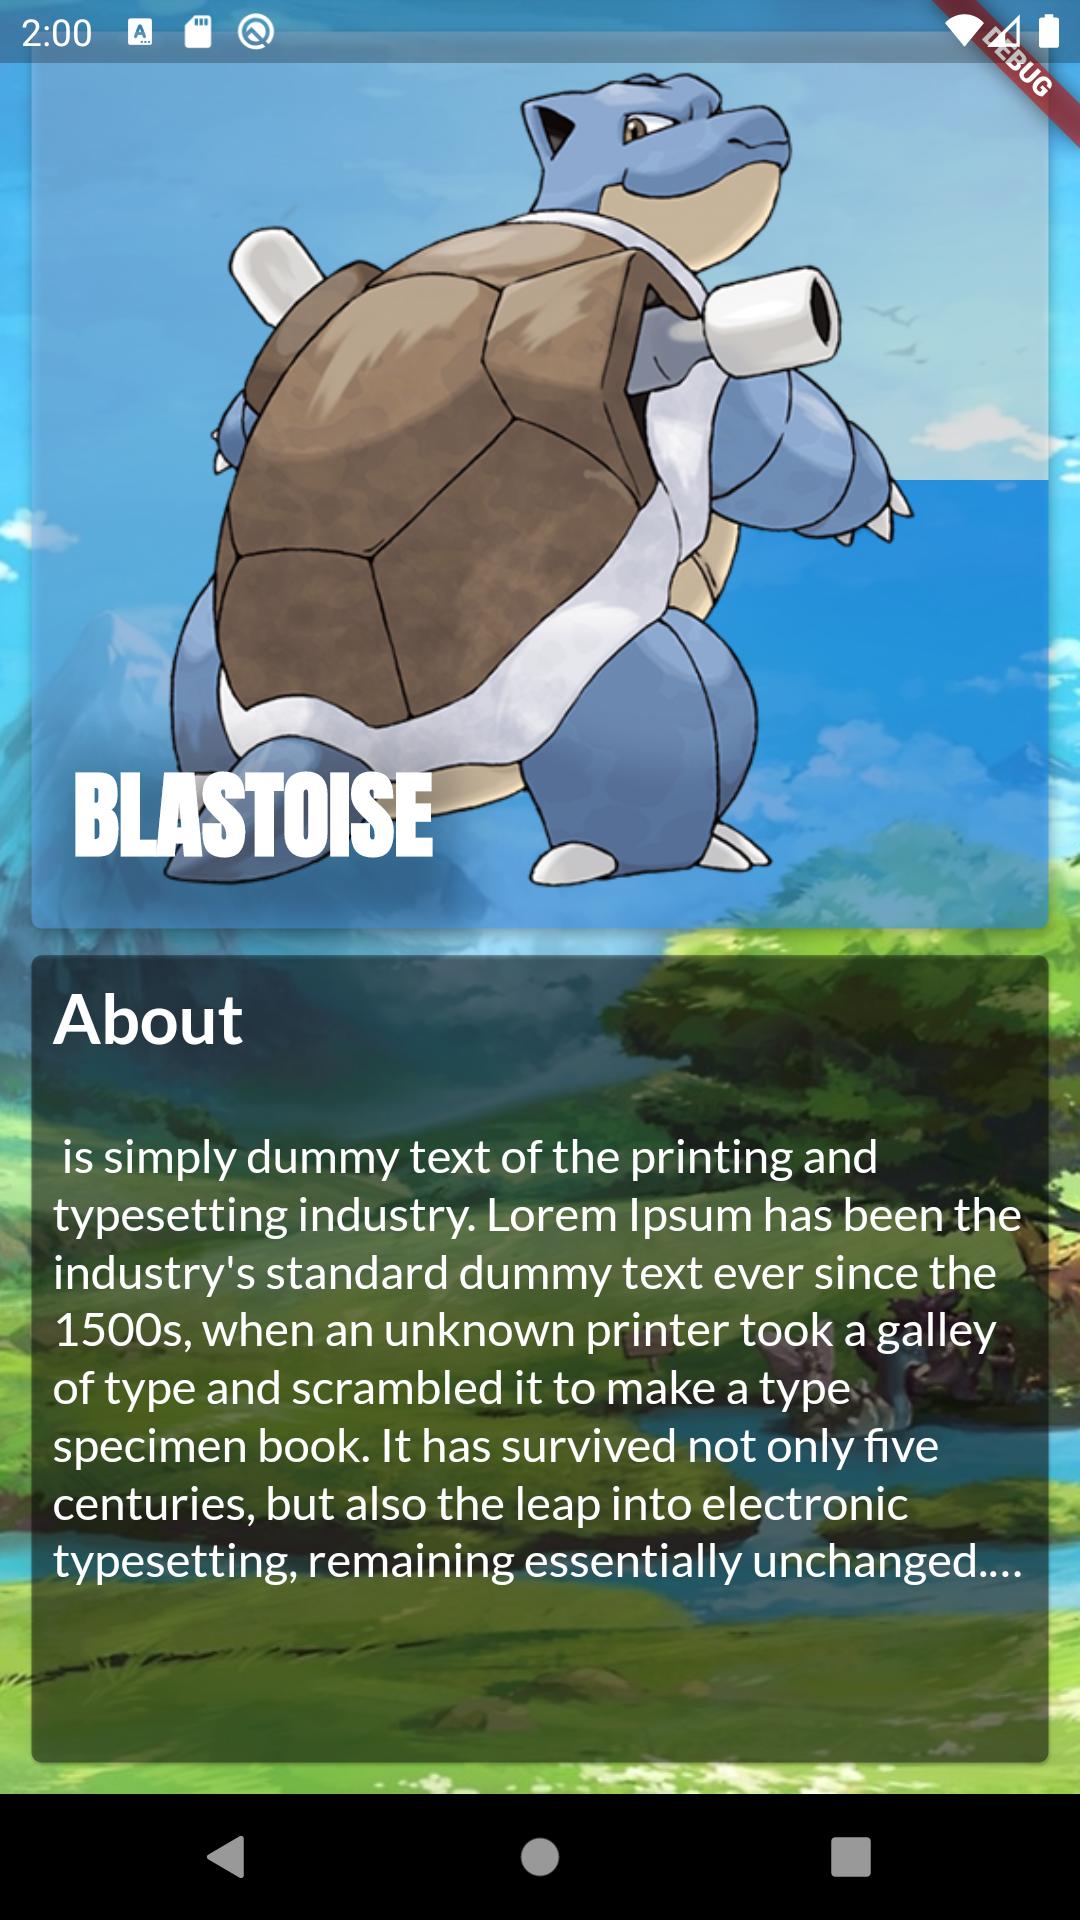 2:00
A
DEBUG
BLASTOISE
About
is simply dummy text of the printing and
typesetting industry. Lorem Ipsum has been the
industry's standard dummy text ever since the
1500s, when an unknown printer took a galley
of type and scrambled it to make a type
specimen book. It has survived not only five
centuries, but also the leap into electronic
typesetting, remaining essentially unchanged....